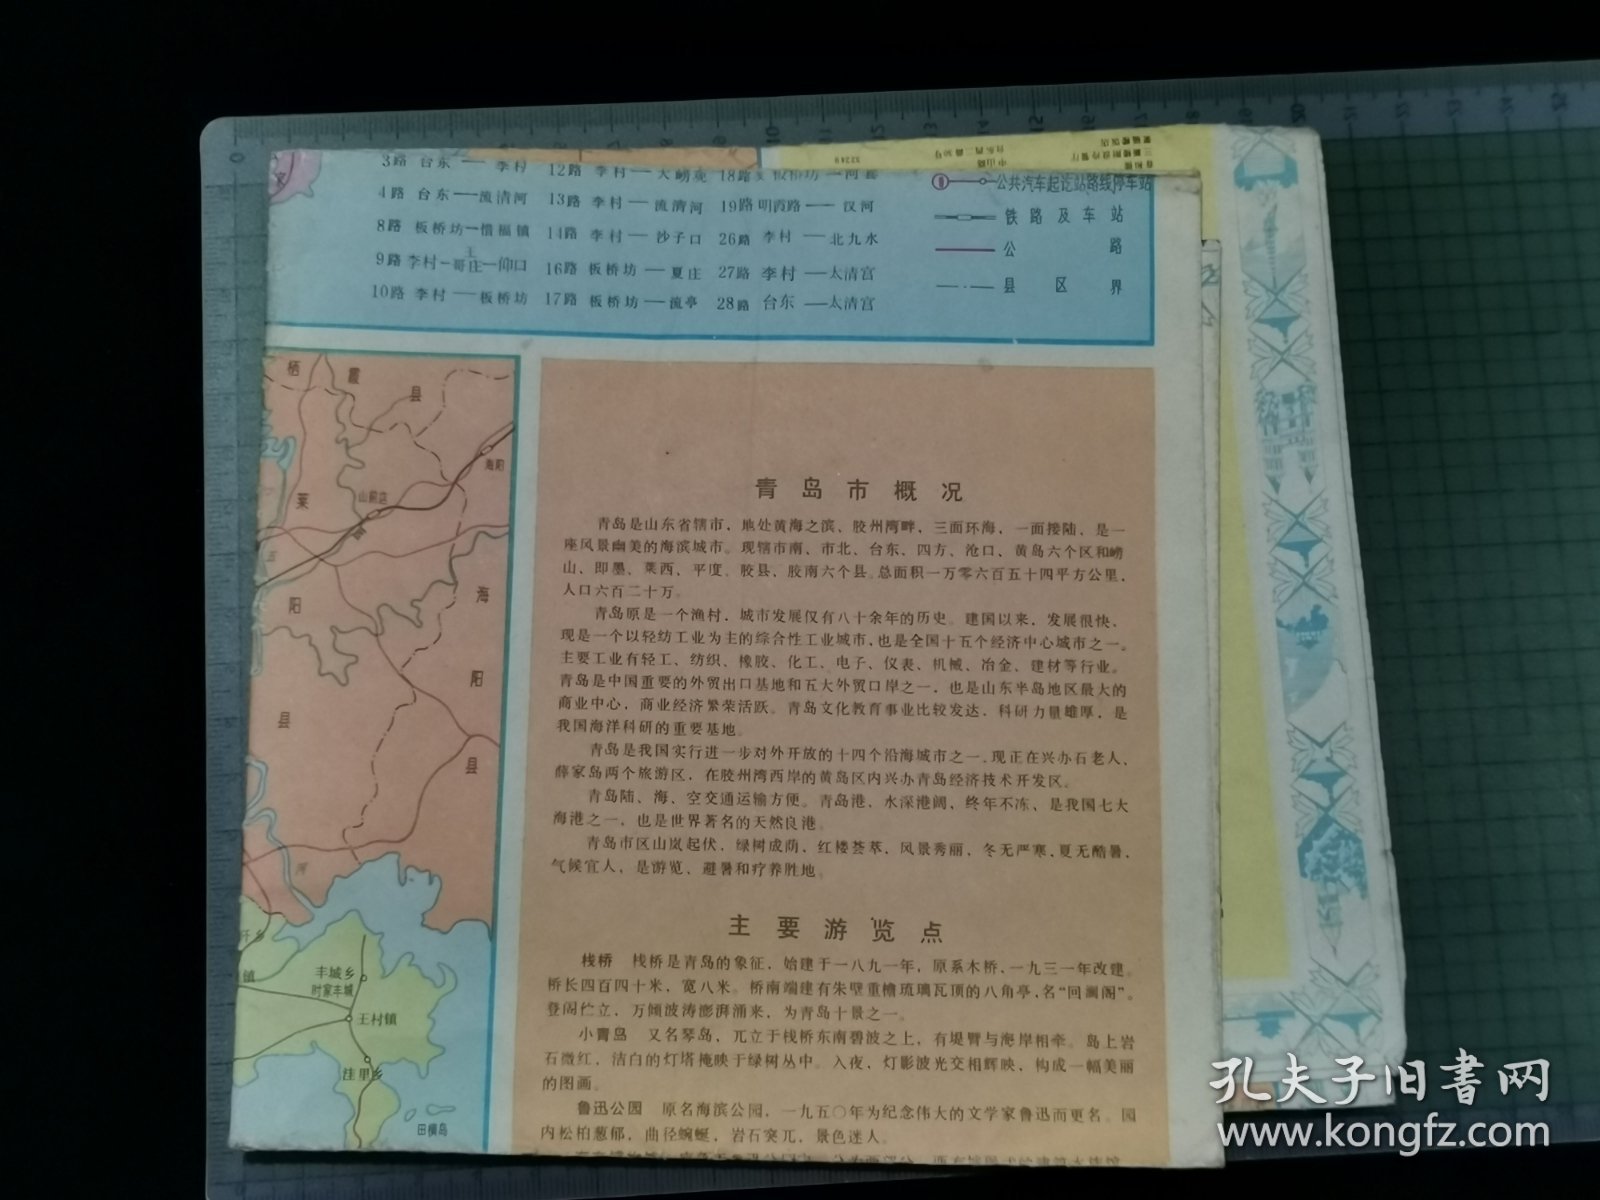 3路 台东 — 李村
4路 台东 — 流清河
8路 板桥坊 — 惜福镇
9路 李村 — 王哥庄 — 仰口
10路 李村 — 板桥坊
12路 李村 — 大崂观
13路 李村 — 流清河
14路 李村 — 沙子口
16路 板桥坊 — 夏庄
17路 板桥坊 — 流亭
18路
19路 明霞路 — 汉河
26路 李村 — 北九水
27路 李村 — 太清宫
28路 台东 — 太清宫
公共汽车起讫站路线停车站
铁路及车站
公路
县区界
栖霞县
海阳
山前店
莱
阳
县
五
海
阳
县
河
镇
丰城乡
时家丰城
王村镇
洼里乡
田横岛
青岛市概况
青岛是山东省辖市，地处黄海之滨、胶州湾畔，三面环海，一面接陆，是一
座风景幽美的海滨城市。现辖市南、市北、台东、四方、沧口、黄岛六个区和崂
山、即墨、莱西、平度、胶县、胶南六个县。总面积一万零六百五十四平方公里，
人口六百二十万。
青岛原是一个渔村，城市发展仅有八十余年的历史。建国以来，发展很快，
现是一个以轻纺工业为主的综合性工业城市，也是全国十五个经济中心城市之一。
主要工业有轻工、纺织、橡胶、化工、电子、仪表、机械、冶金、建材等行业。
青岛是中国重要的外贸出口基地和五大外贸口岸之一，也是山东半岛地区最大的
商业中心，商业经济繁荣活跃。青岛文化教育事业比较发达，科研力量雄厚，是
我国海洋科研的重要基地。
青岛是我国实行进一步对外开放的十四个沿海城市之一，现正在兴办石老人、
薛家岛两个旅游区，在胶州湾西岸的黄岛区内兴办青岛经济技术开发区。
青岛陆、海、空交通运输方便。青岛港，水深港阔，终年不冻，是我国七大
海港之一，也是世界著名的天然良港。
青岛市区山岚起伏，绿树成荫，红楼荟萃，风景秀丽，冬无严寒，夏无酷暑，
气候宜人，是游览、避暑和疗养胜地。
主要游览点
栈桥 栈桥是青岛的象征，始建于一八九一年，原系木桥，一九三一年改建。
桥长四百四十米，宽八米。桥南端建有朱壁重檐琉璃瓦顶的八角亭，名“回澜阁”。
登阁伫立，万倾波涛澎湃涌来，为青岛十景之一。
小青岛 又名琴岛，兀立于栈桥东南碧波之上，有堤臂与海岸相牵。岛上岩
石微红，洁白的灯塔掩映于绿树丛中。入夜，灯影波光交相辉映，构成一幅美丽
的图画。
鲁迅公园 原名海滨公园，一九五〇年为纪念伟大的文学家鲁迅而更名。园
内松柏葱郁，曲径蜿蜒，岩石突兀，景色迷人。
孔夫子旧书网
www.kongfz.com